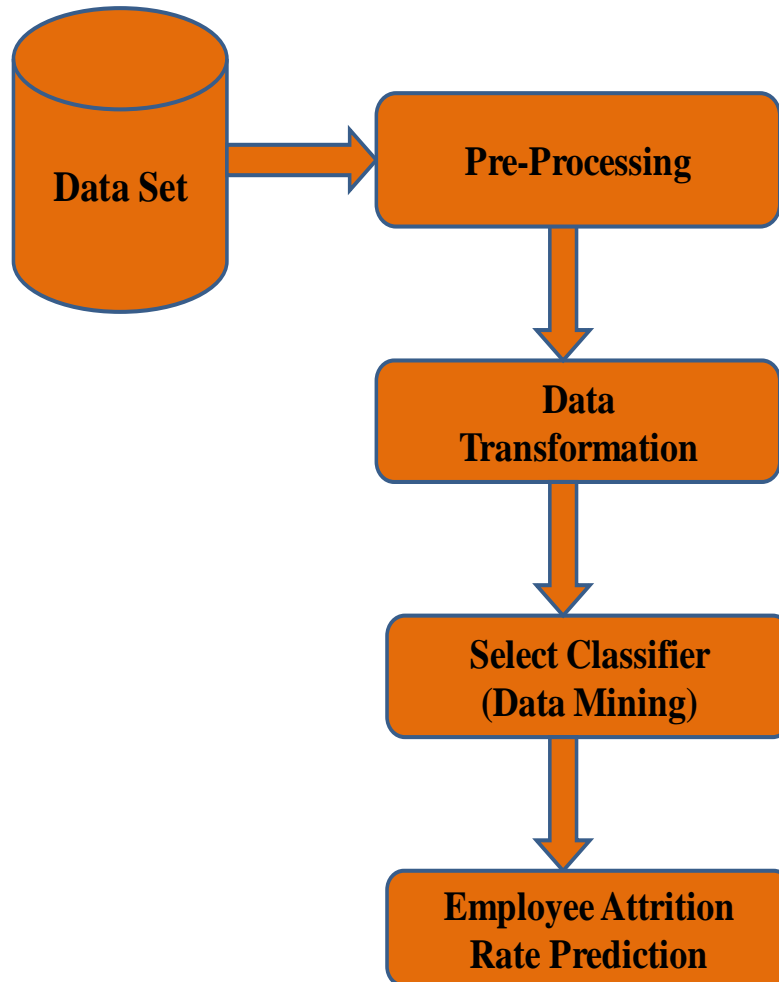 Data Set
Pre-Processing
Data
Transformation
Select Classifier
(Data Mining)
Employee Attrition
Rate Prediction